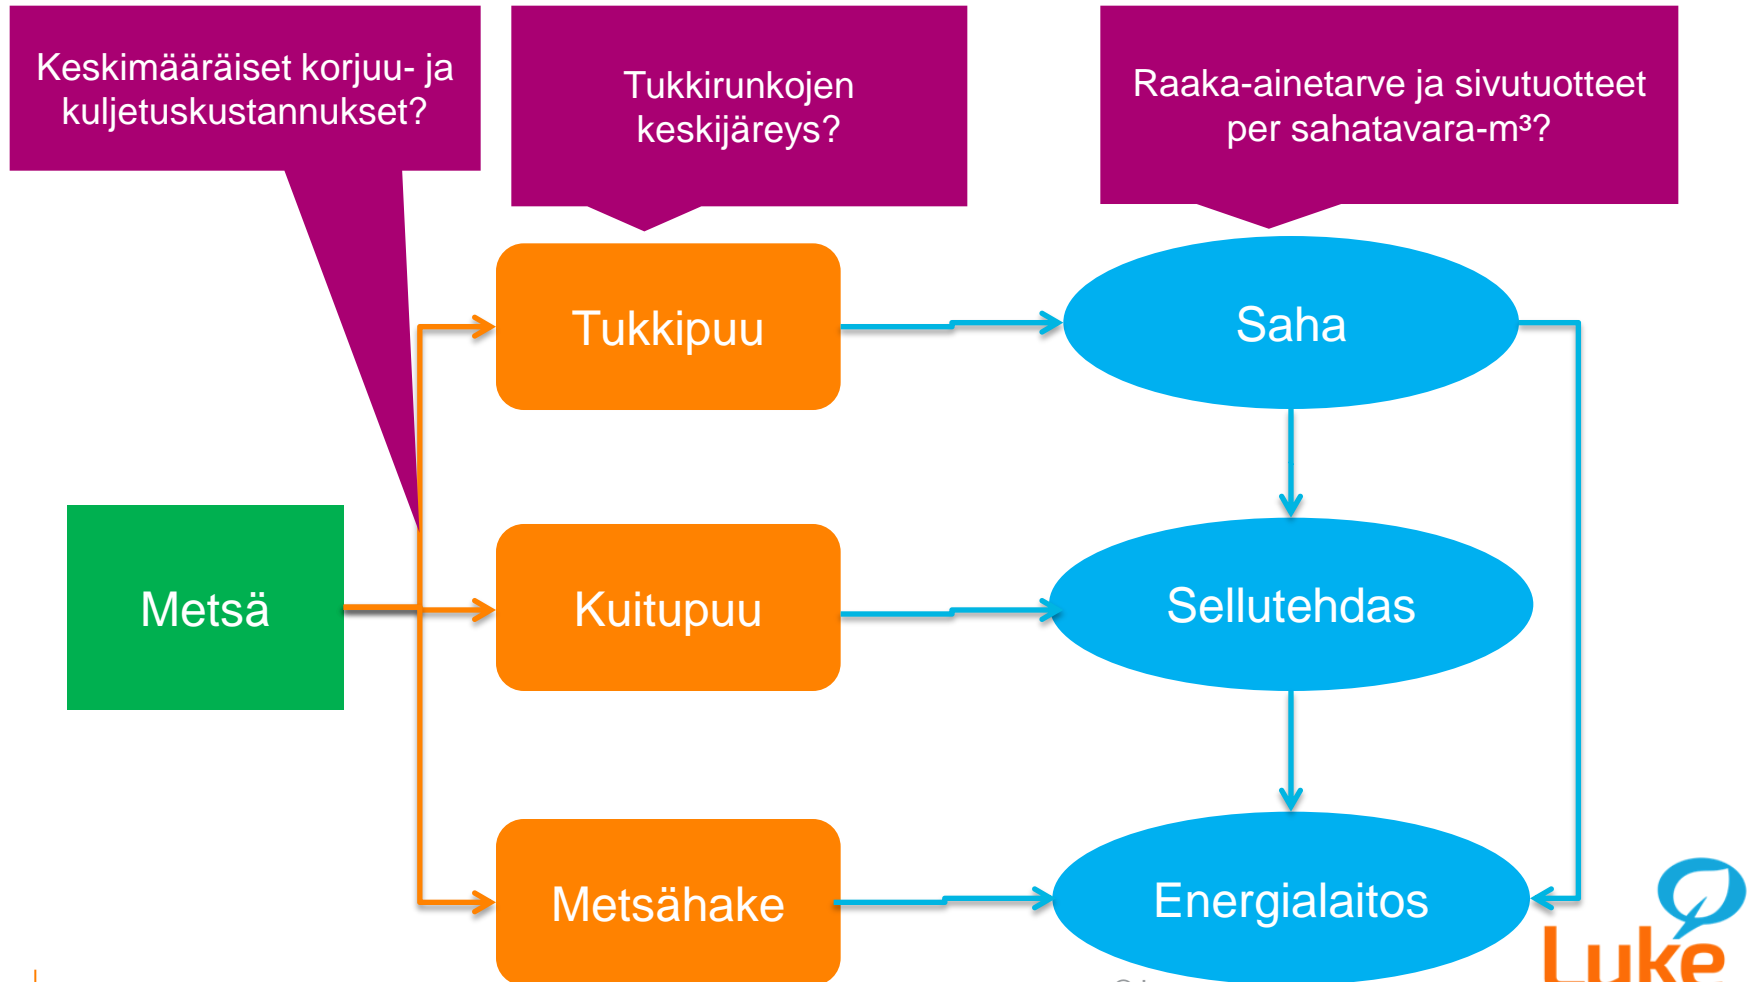 Keskimääräiset korjuu- ja
kuljetuskustannukset?
Tukkirunkojen
keskijäreys?
Raaka-ainetarve ja sivutuotteet
per sahatavara-m³?
Tukkipuu
Saha
Metsä
Kuitupuu
Sellutehdas
Metsähake
Energialaitos
Luke